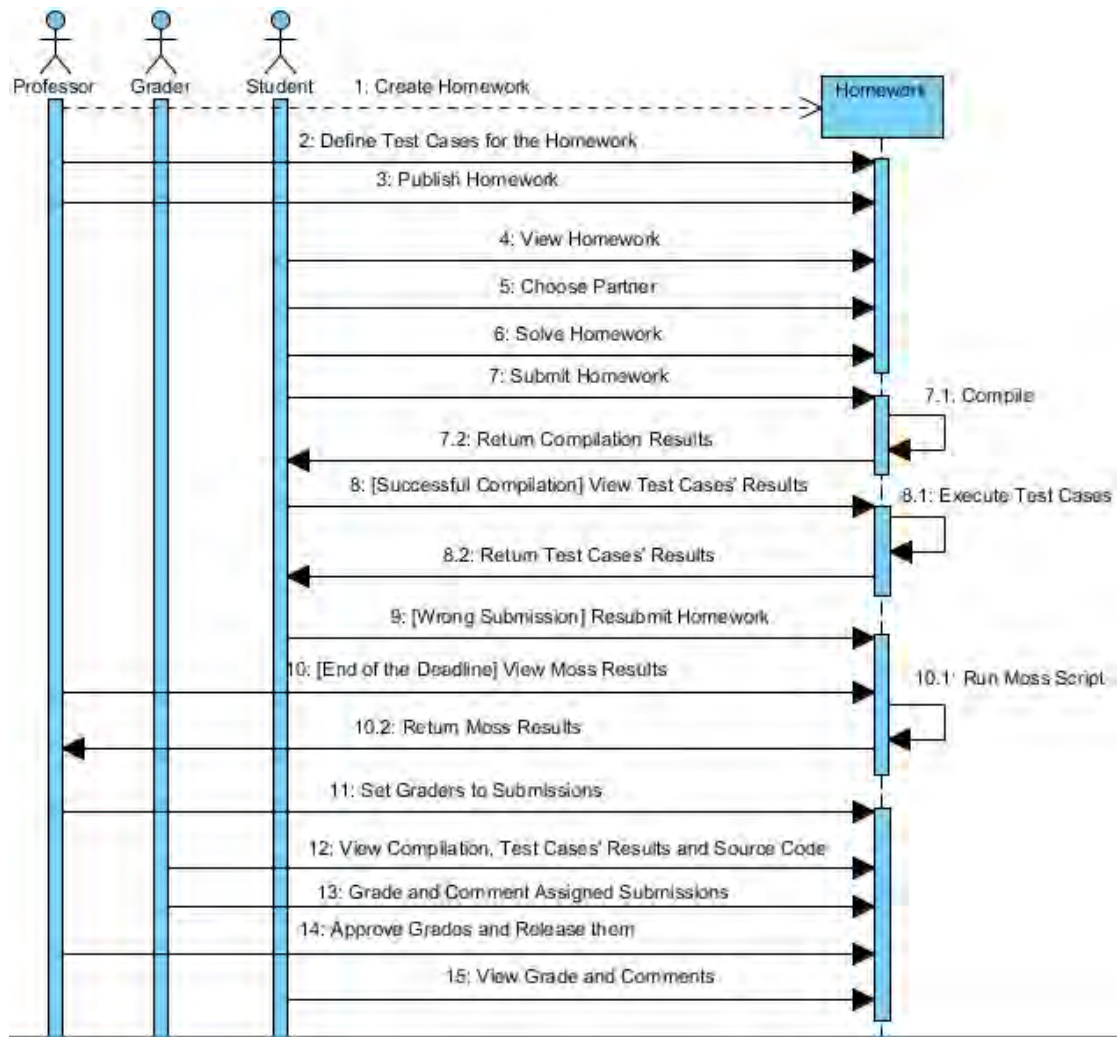 Professor
Grader
Student
1: Create Homework
Homework
2: Define Test Cases for the Homework
3: Publish Homework
4: View Homework
5: Choose Partner
6: Solve Homework
7: Submit Homework
7.1: Compile
7.2: Return Compilation Results
8: [Successful Compilation] View Test Cases' Results
8.1: Execute Test Cases
8.2: Return Test Cases' Results
9: [Wrong Submission] Resubmit Homework
10: [End of the Deadline] View Moss Results
10.1: Run Moss Script
10.2: Return Moss Results
11: Set Graders to Submissions
12: View Compilation, Test Cases' Results and Source Code
13: Grade and Comment Assigned Submissions
14: Approve Grades and Release them
15: View Grade and Comments